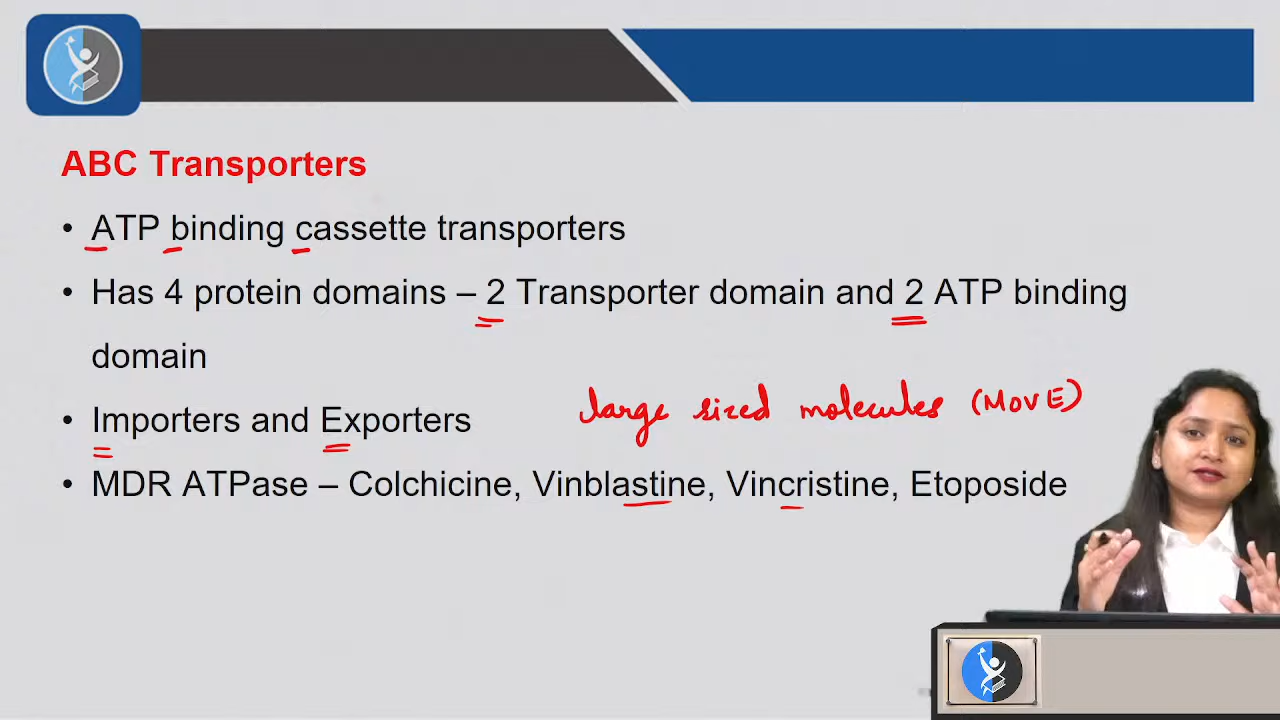 ABC Transporters
• ATP binding cassette transporters
• Has 4 protein domains – 2 Transporter domain and 2 ATP binding
domain
large sized molecules (MOVE)
• Importers and Exporters
• MDR ATPase – Colchicine, Vinblastine, Vincristine, Etoposide